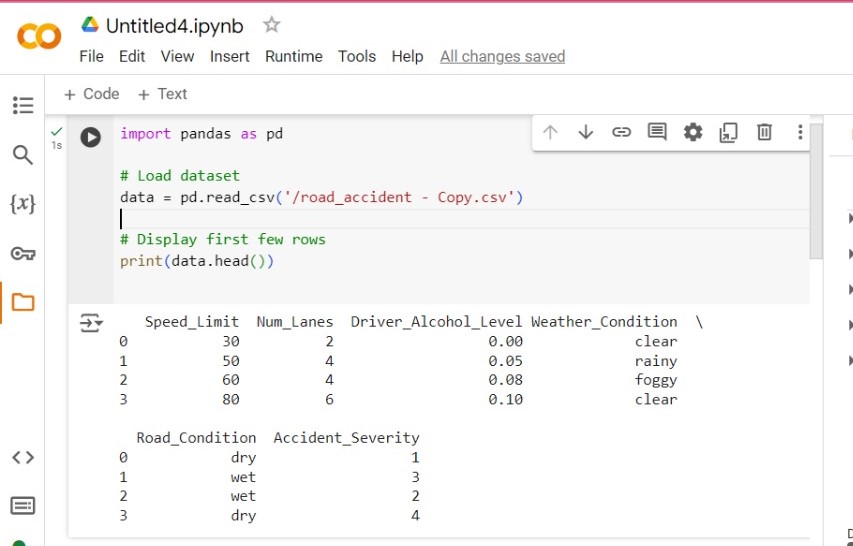 Untitled4.ipynb
File Edit View Insert Runtime Tools Help All changes saved
+ Code + Text
1s
import pandas as pd
# Load dataset
data = pd.read_csv('/road_accident - Copy.csv')
# Display first few rows
print(data.head())
{x}
Speed_Limit Num_Lanes Driver_Alcohol_Level Weather_Condition \
0 30 2 0.00 clear
1 50 4 0.05 rainy
2 60 4 0.08 foggy
3 80 6 0.10 clear
Road_Condition Accident_Severity
0 dry 1
1 wet 3
2 wet 2
3 dry 4